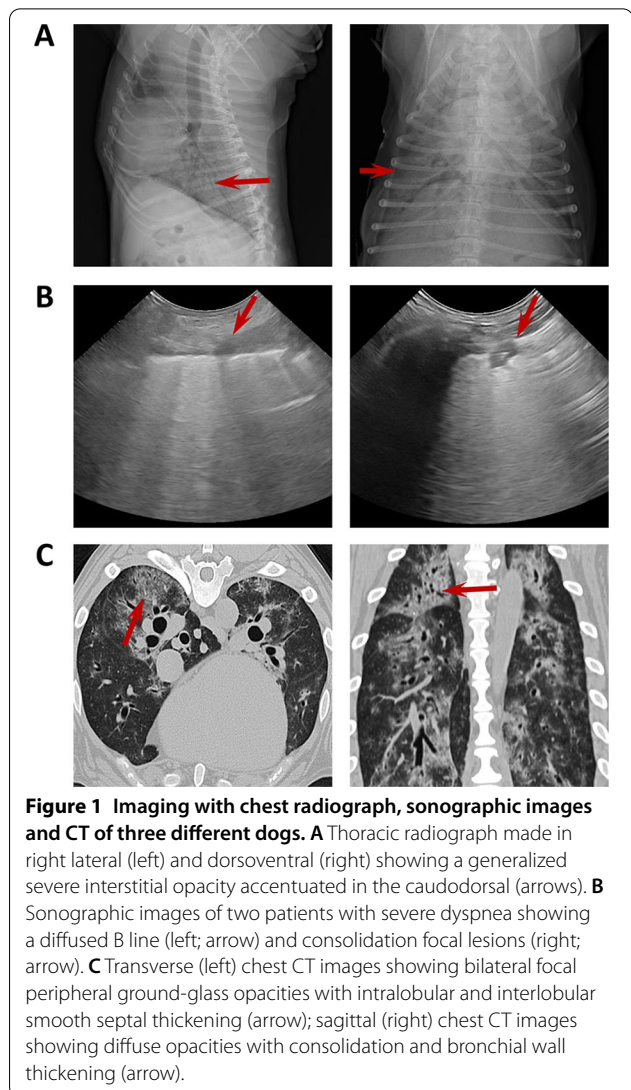 A
B
C
Figure 1 Imaging with chest radiograph, sonographic images
and CT of three different dogs. A Thoracic radiograph made in
right lateral (left) and dorsoventral (right) showing a generalized
severe interstitial opacity accentuated in the caudodorsal (arrows). B
Sonographic images of two patients with severe dyspnea showing
a diffused B line (left; arrow) and consolidation focal lesions (right;
arrow). C Transverse (left) chest CT images showing bilateral focal
peripheral ground-glass opacities with intralobular and interlobular
smooth septal thickening (arrow); sagittal (right) chest CT images
showing diffuse opacities with consolidation and bronchial wall
thickening (arrow).